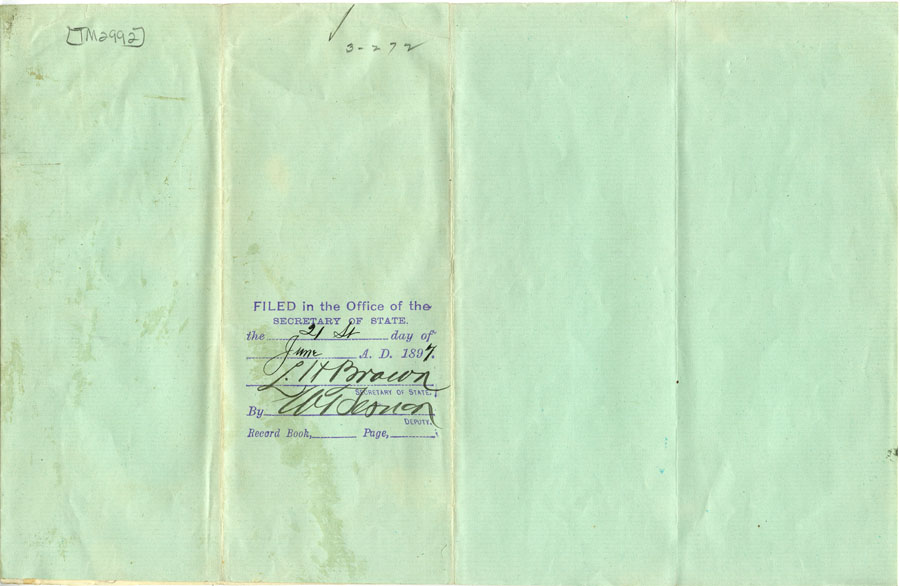 [TM2992]
3-272
FILED in the Office of the
SECRETARY OF STATE.
the 21 St day of
June A. D. 1897.
L. H Brown
SECRETARY OF STATE.
By
DEPUTY.
Record Book, Page,